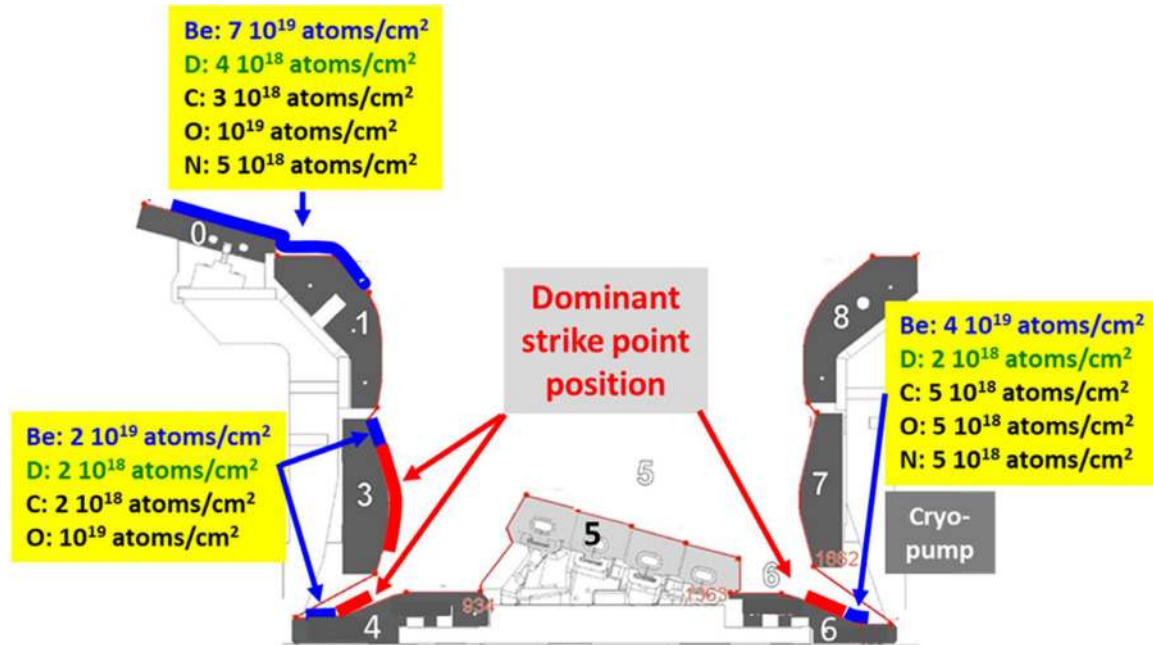 Be: 7 10¹⁹ atoms/cm²
D: 4 10¹⁸ atoms/cm²
C: 3 10¹⁸ atoms/cm²
O: 10¹⁹ atoms/cm²
N: 5 10¹⁸ atoms/cm²
0
1
8
Dominant
strike point
position
Be: 4 10¹⁹ atoms/cm²
D: 2 10¹⁸ atoms/cm²
C: 5 10¹⁸ atoms/cm²
O: 5 10¹⁸ atoms/cm²
N: 5 10¹⁸ atoms/cm²
Be: 2 10¹⁹ atoms/cm²
D: 2 10¹⁸ atoms/cm²
C: 2 10¹⁸ atoms/cm²
O: 10¹⁹ atoms/cm²
3
5
7
Cryo-
pump
5
1662
6
934
4
6